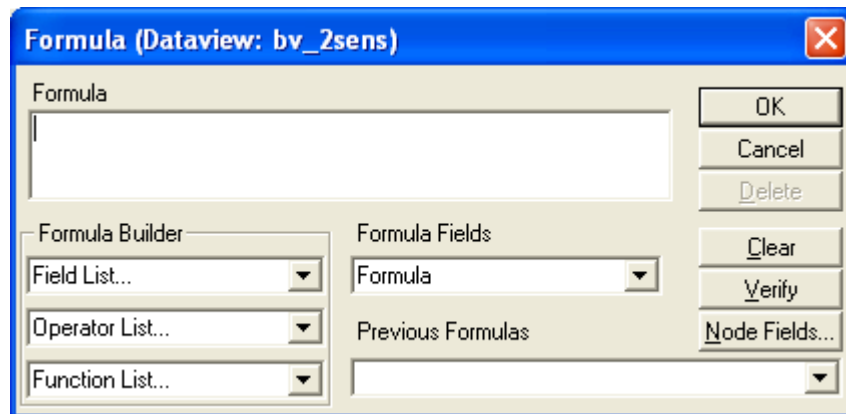 Formula (Dataview: bv_2sens)
Formula
OK
Cancel
Delete
Formula Builder
Formula Fields
Clear
Field List...
Formula
Verify
Operator List...
Previous Formulas
Node Fields...
Function List...